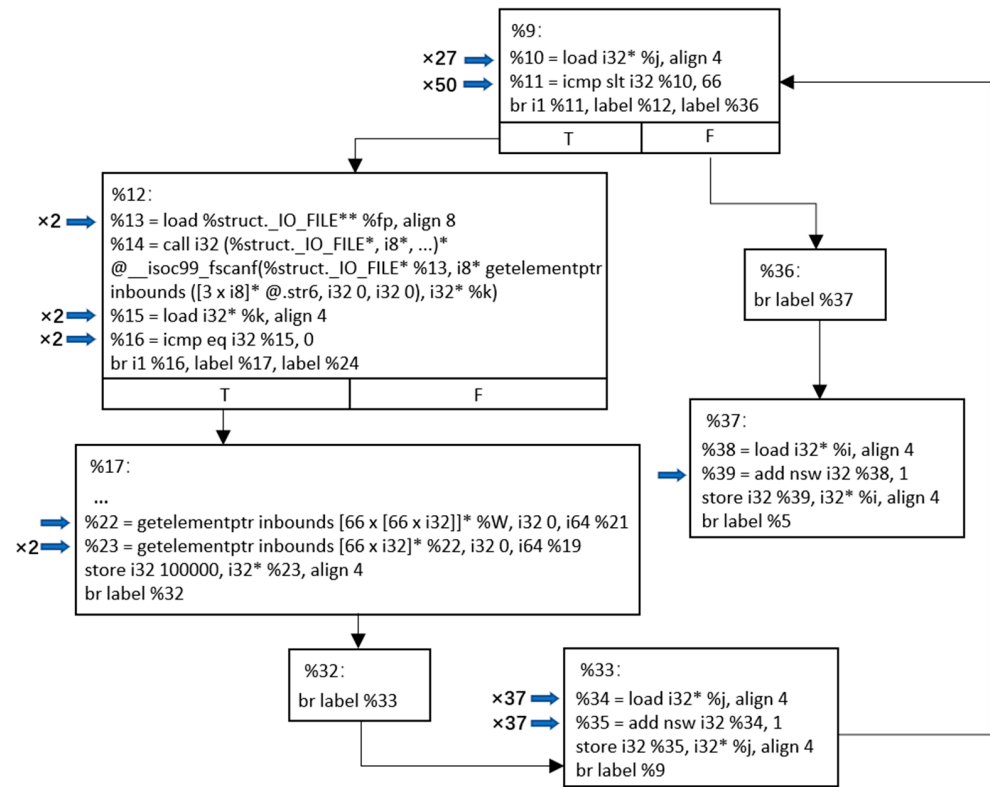 %9:
×27
%10 = load i32* %j, align 4
×50
%11 = icmp slt i32 %10, 66
br i1 %11, label %12, label %36
T
F
%12:
×2
%13 = load %struct._IO_FILE** %fp, align 8
%14 = call i32 (%struct._IO_FILE*, i8*, ...)*
@__isoc99_fscanf(%struct._IO_FILE* %13, i8* getelementptr
inbounds ([3 x i8]* @.str6, i32 0, i32 0), i32* %k)
×2
%15 = load i32* %k, align 4
×2
%16 = icmp eq i32 %15, 0
br i1 %16, label %17, label %24
T
F
%36:
br label %37
%37:
%38 = load i32* %i, align 4
%39 = add nsw i32 %38, 1
store i32 %39, i32* %i, align 4
br label %5
%17:
...
%22 = getelementptr inbounds [66 x [66 x i32]]* %W, i32 0, i64 %21
×2
%23 = getelementptr inbounds [66 x i32]* %22, i32 0, i64 %19
store i32 100000, i32* %23, align 4
br label %32
%32:
br label %33
%33:
×37
%34 = load i32* %j, align 4
×37
%35 = add nsw i32 %34, 1
store i32 %35, i32* %j, align 4
br label %9